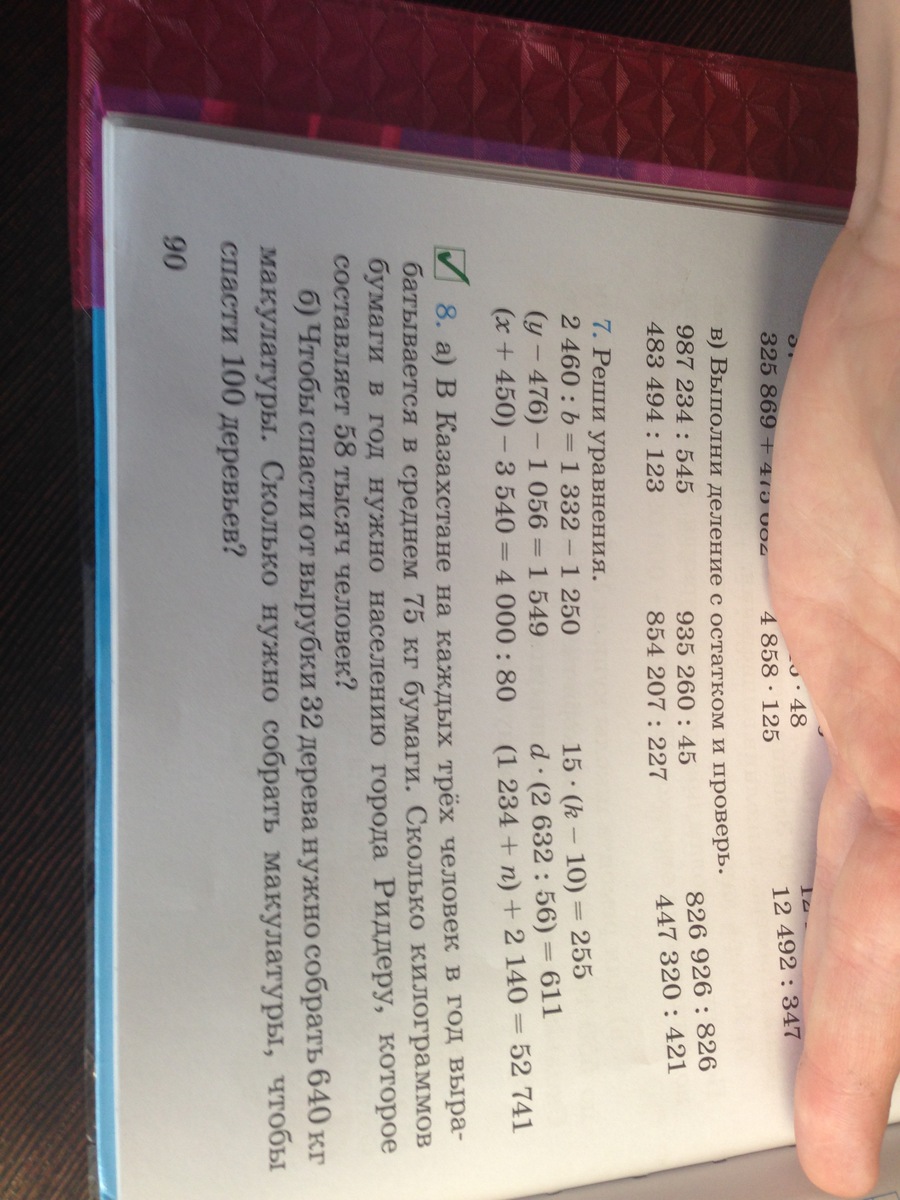 325 869 + 475 082 4 858 · 125 12 492 : 347
· 48
в) Выполни деление с остатком и проверь.
987 234 : 545 935 260 : 45 826 926 : 826
483 494 : 123 854 207 : 227 447 320 : 421
7. Реши уравнения.
2 460 : b = 1 332 − 1 250 15 · (k − 10) = 255
(y − 476) − 1 056 = 1 549 d · (2 632 : 56) = 611
(x + 450) − 3 540 = 4 000 : 80 (1 234 + n) + 2 140 = 52 741
8. а) В Казахстане на каждых трёх человек в год выра-
батывается в среднем 75 кг бумаги. Сколько килограммов
бумаги в год нужно населению города Риддеру, которое
составляет 58 тысяч человек?
б) Чтобы спасти от вырубки 32 дерева нужно собрать 640 кг
макулатуры. Сколько нужно собрать макулатуры, чтобы
спасти 100 деревьев?
90